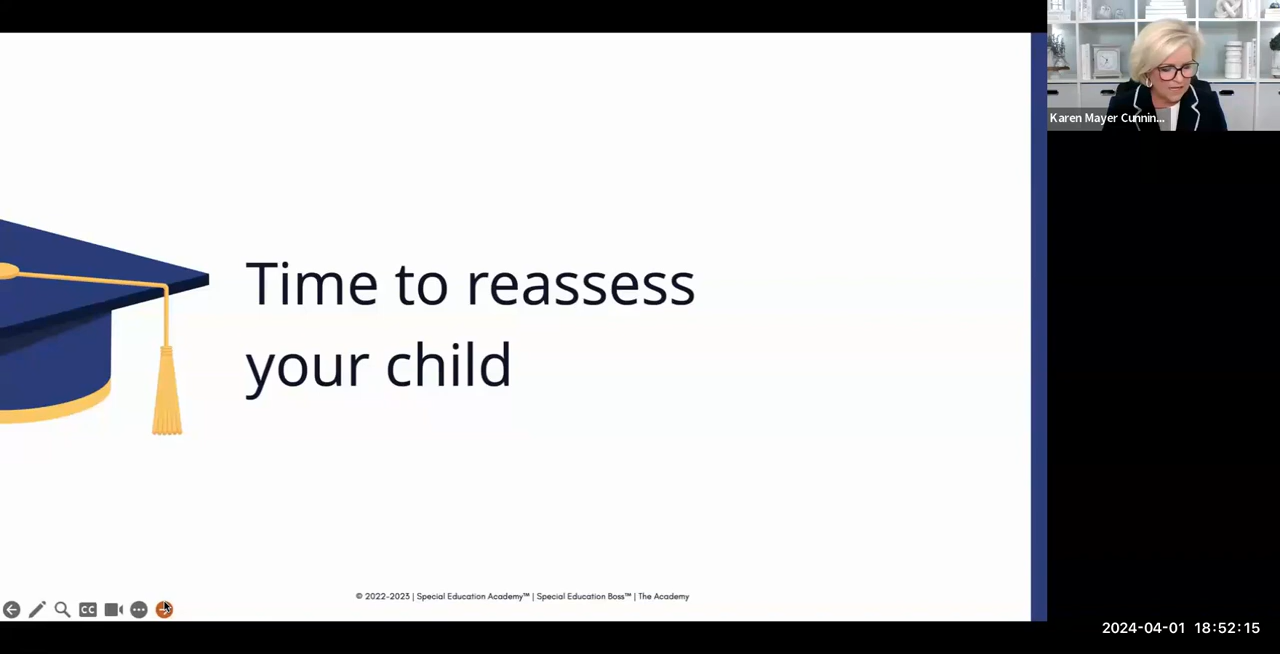 Karen Mayer Cunnin...
Time to reassess
your child
© 2022-2023 | Special Education Academy™ | Special Education Boss™ | The Academy
CC
2024-04-01 18:52:15